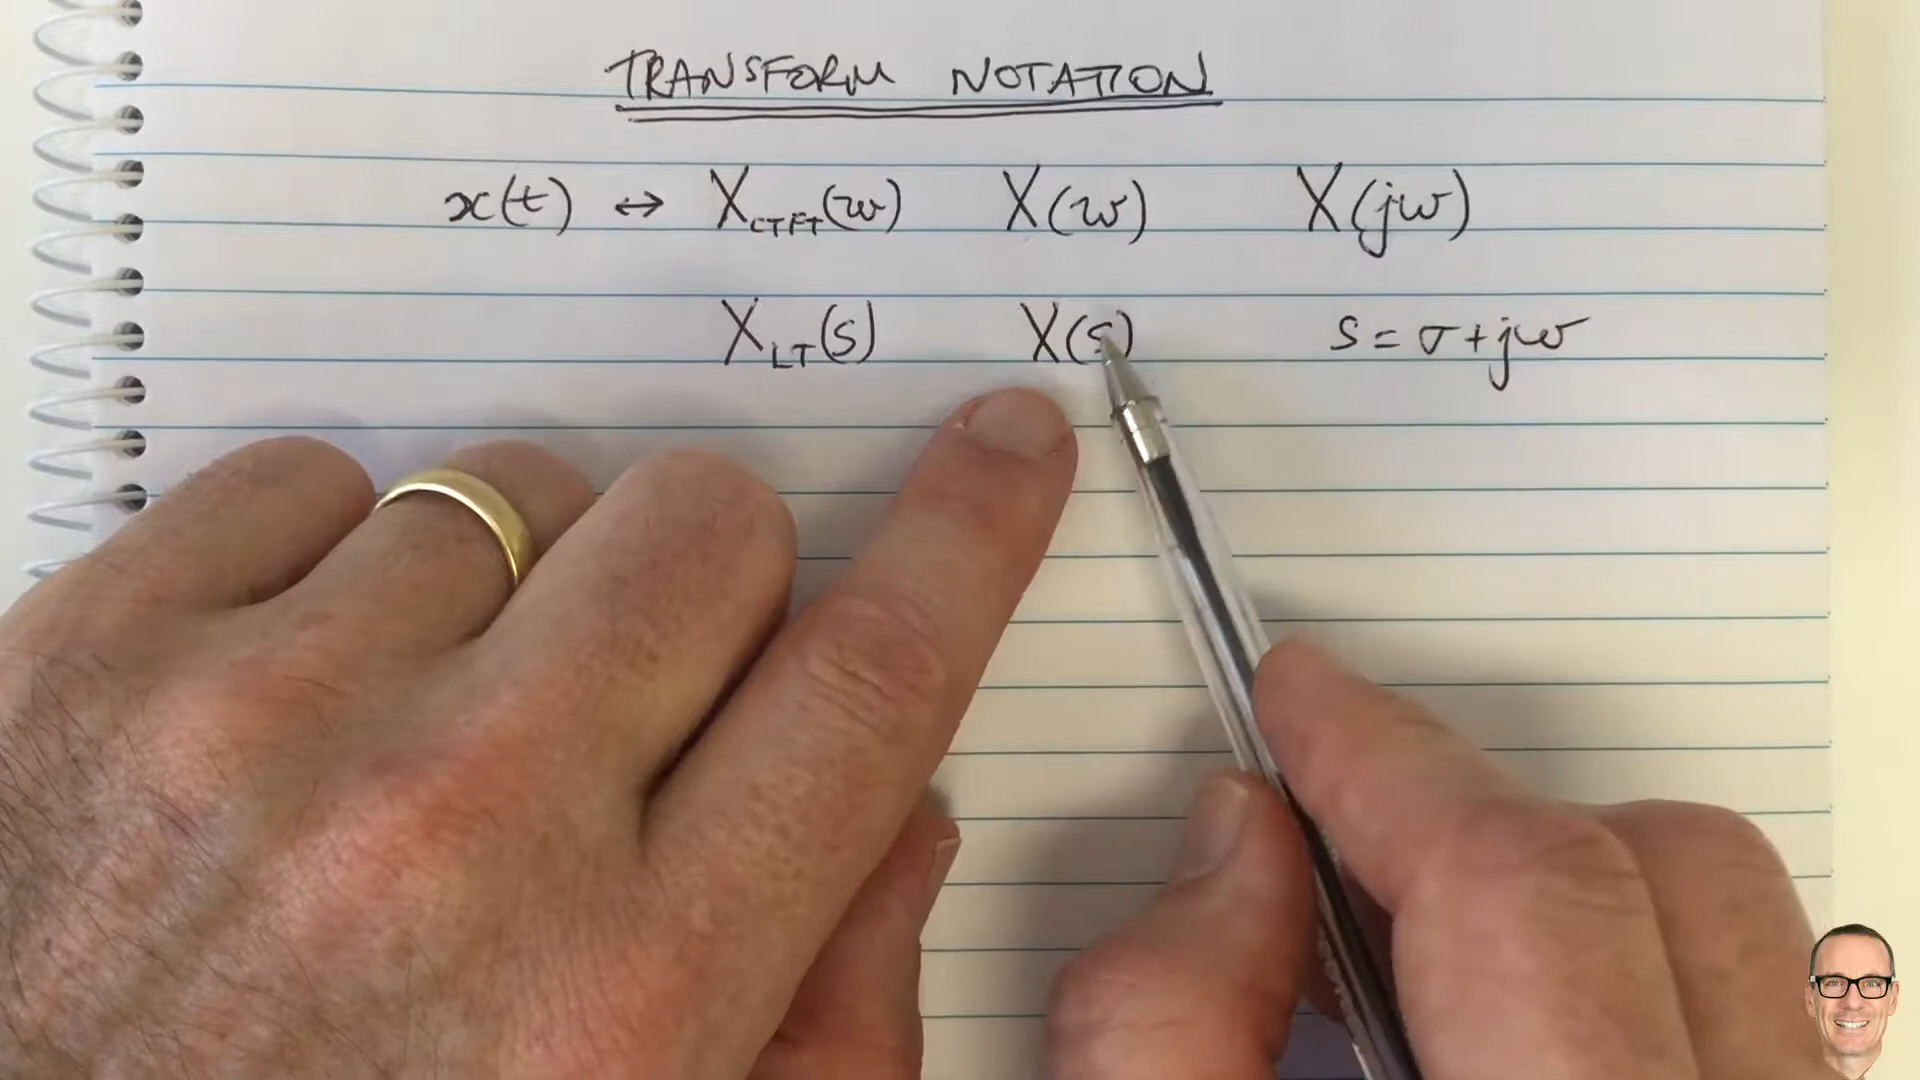 TRANSFORM NOTATION
x(t) ↔ X_CTFT(ω) X(ω) X(jω)
X_LT(s) X(s) s = σ + jω